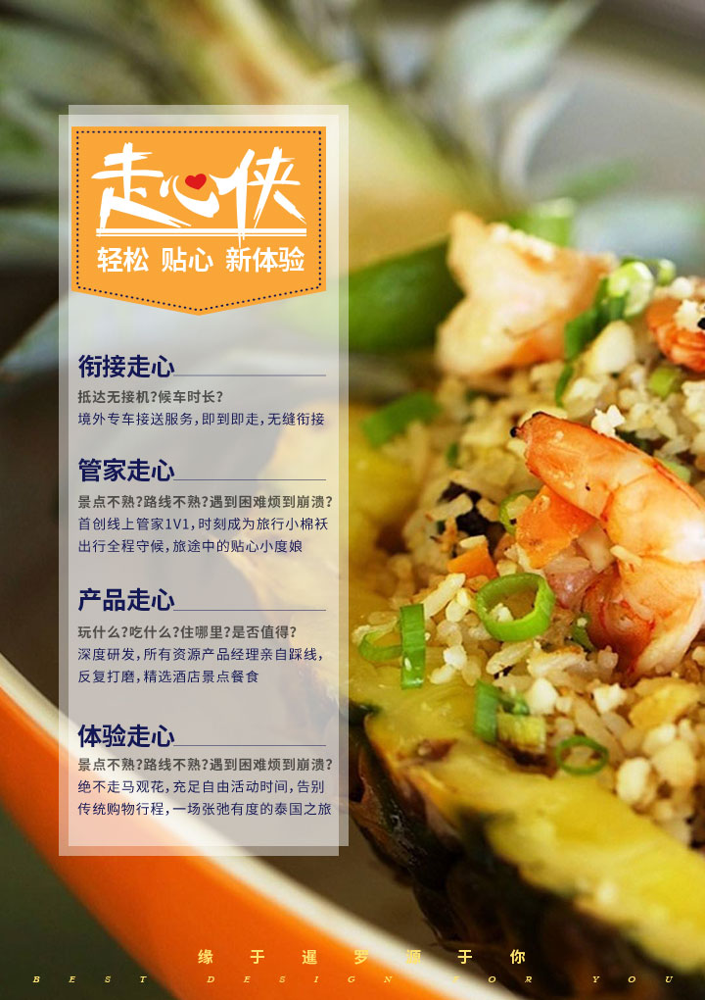 走心侠
轻松 贴心 新体验
衔接走心
抵达无接机?候车时长?
境外专车接送服务,即到即走,无缝衔接
管家走心
景点不熟?路线不熟?遇到困难烦到崩溃?
首创线上管家1V1,时刻成为旅行小棉袄
出行全程守候,旅途中的贴心小度娘
产品走心
玩什么?吃什么?住哪里?是否值得?
深度研发,所有资源产品经理亲自踩线,
反复打磨,精选酒店景点餐食
体验走心
景点不熟?路线不熟?遇到困难烦到崩溃?
绝不走马观花,充足自由活动时间,告别
传统购物行程,一场张弛有度的泰国之旅
缘于暹罗源于你
BEST DESIGN FOR YOU